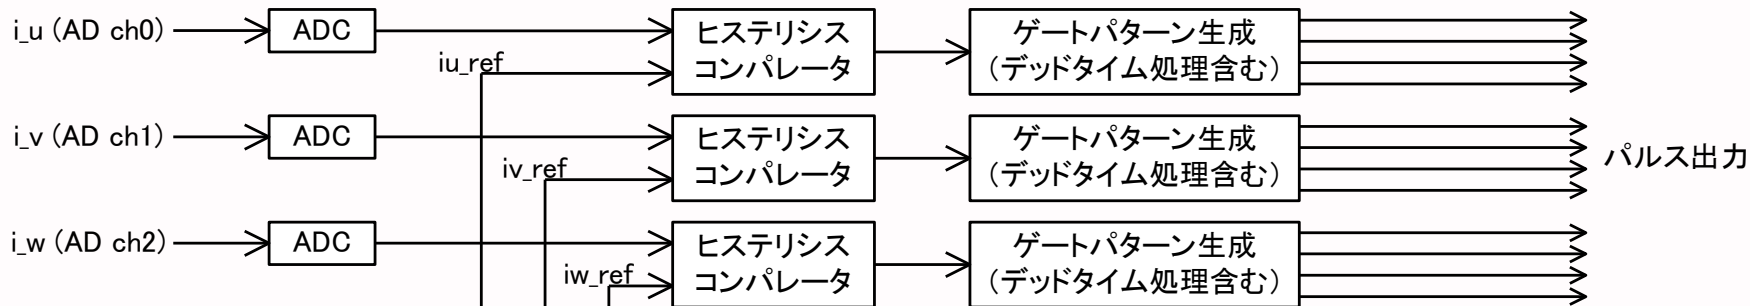 i_u (AD ch0)
ADC
iu_ref
ヒステリシス
コンパレータ
ゲートパターン生成
(デッドタイム処理含む)
i_v (AD ch1)
ADC
iv_ref
ヒステリシス
コンパレータ
ゲートパターン生成
(デッドタイム処理含む)
パルス出力
i_w (AD ch2)
ADC
iw_ref
ヒステリシス
コンパレータ
ゲートパターン生成
(デッドタイム処理含む)